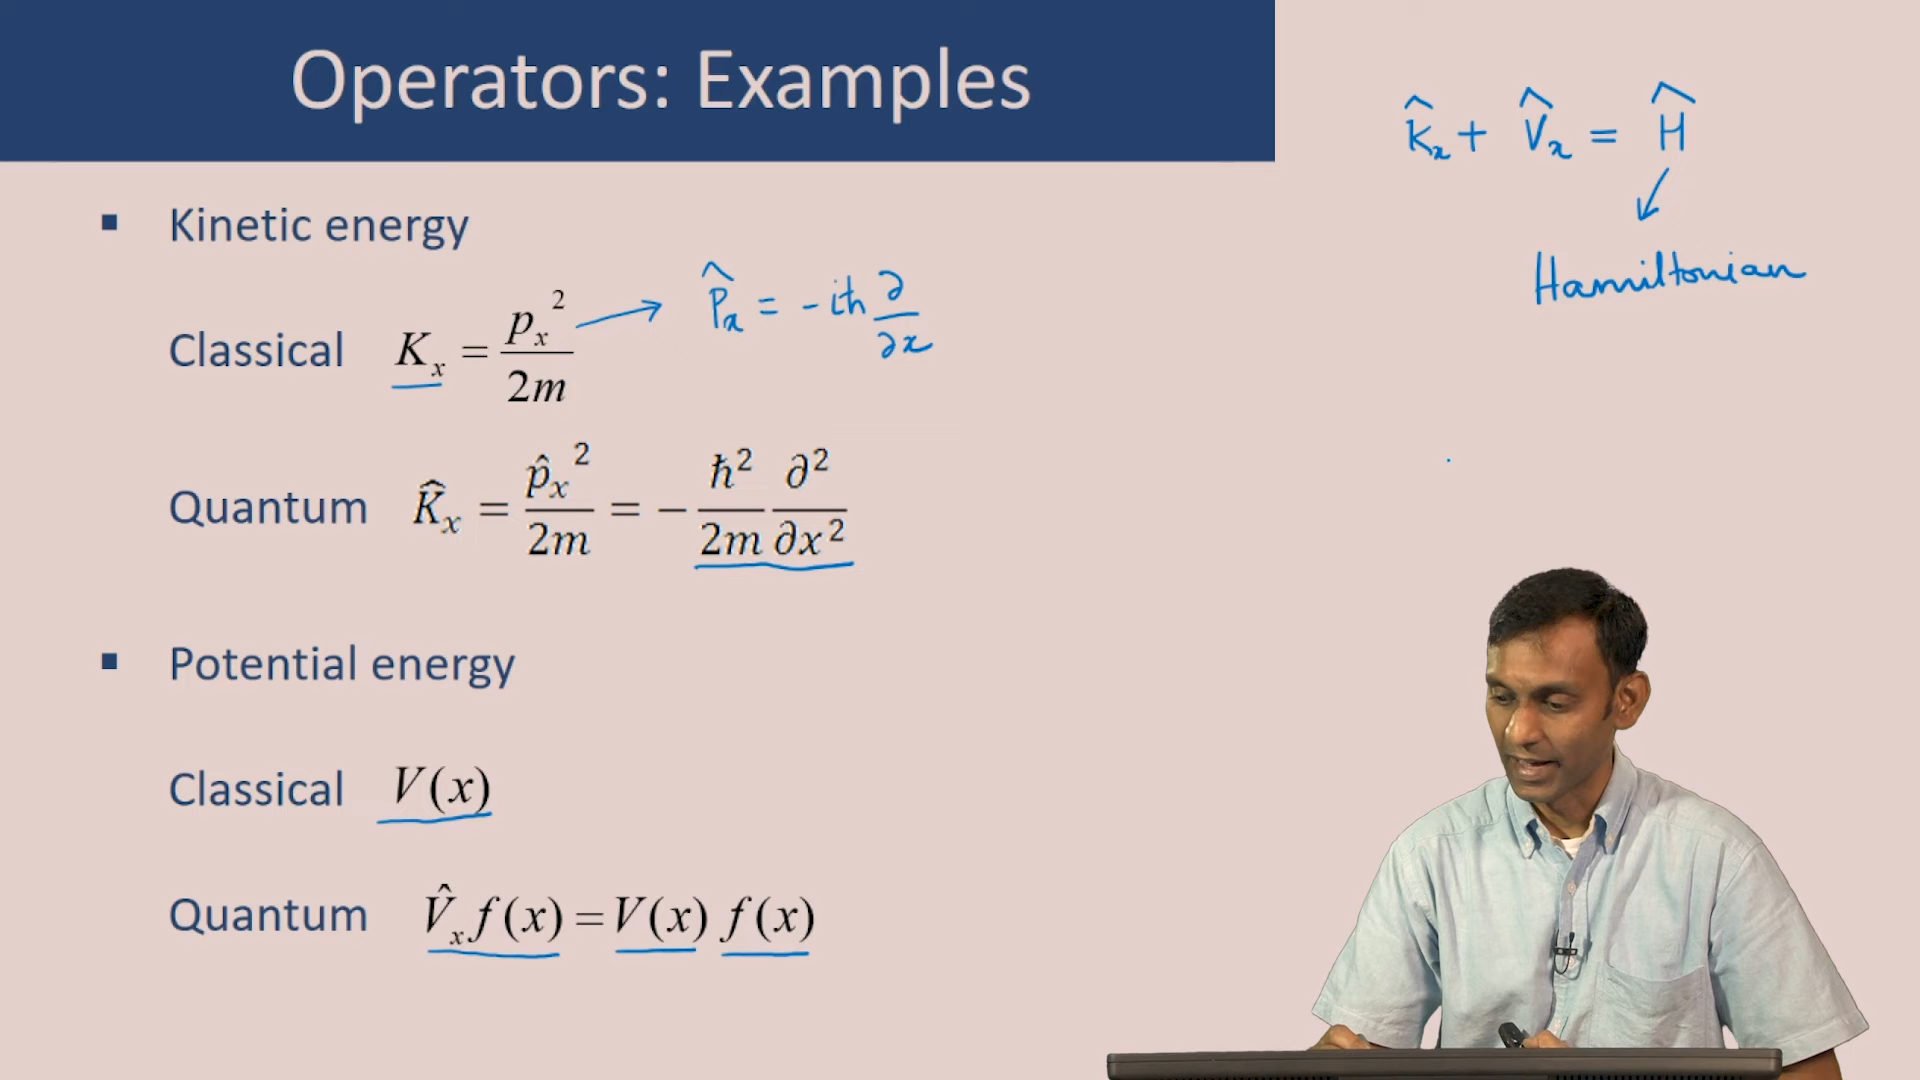 Operators: Examples
K̂ₓ + V̂ₓ = Ĥ
Hamiltonian
▪ Kinetic energy
Classical Kₓ = pₓ²/2m → P̂ₓ = -iħ ∂/∂x
Quantum K̂ₓ = p̂ₓ²/2m = − ħ²/2m ∂²/∂x²
▪ Potential energy
Classical V(x)
Quantum V̂ₓ f(x) = V(x) f(x)